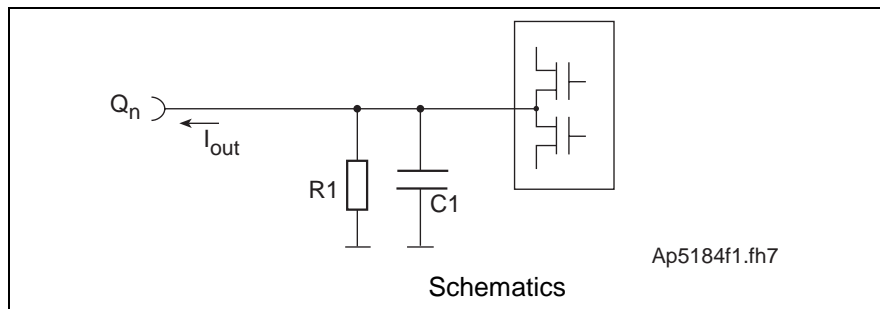 Qn
Iout
R1
C1
Ap5184f1.fh7
Schematics